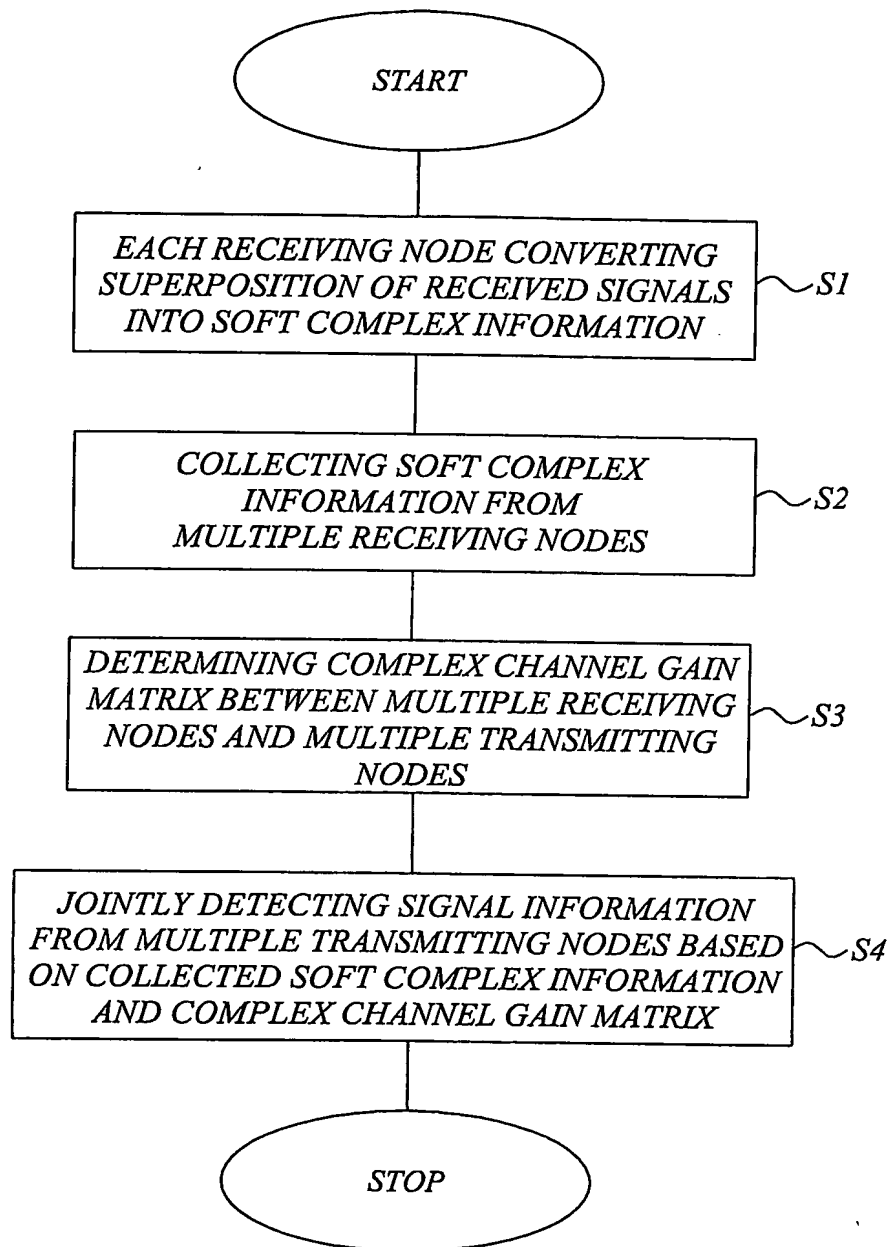 START
EACH RECEIVING NODE CONVERTING
SUPERPOSITION OF RECEIVED SIGNALS
INTO SOFT COMPLEX INFORMATION
S1
COLLECTING SOFT COMPLEX
INFORMATION FROM
MULTIPLE RECEIVING NODES
S2
DETERMINING COMPLEX CHANNEL GAIN
MATRIX BETWEEN MULTIPLE RECEIVING
NODES AND MULTIPLE TRANSMITTING
NODES
S3
JOINTLY DETECTING SIGNAL INFORMATION
FROM MULTIPLE TRANSMITTING NODES BASED
ON COLLECTED SOFT COMPLEX INFORMATION
AND COMPLEX CHANNEL GAIN MATRIX
S4
STOP